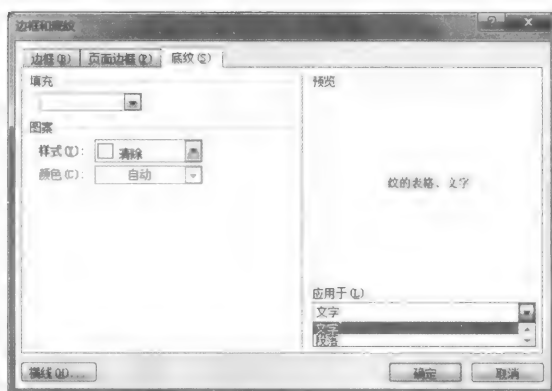 边框和底纹
边框(B) 页面边框(P) 底纹(S)
填充
图案
样式(Y): 清除
颜色(C): 自动
预览
纹的表格、文字
应用于(L)
文字
文字
段落
横线(H)... 确定 取消